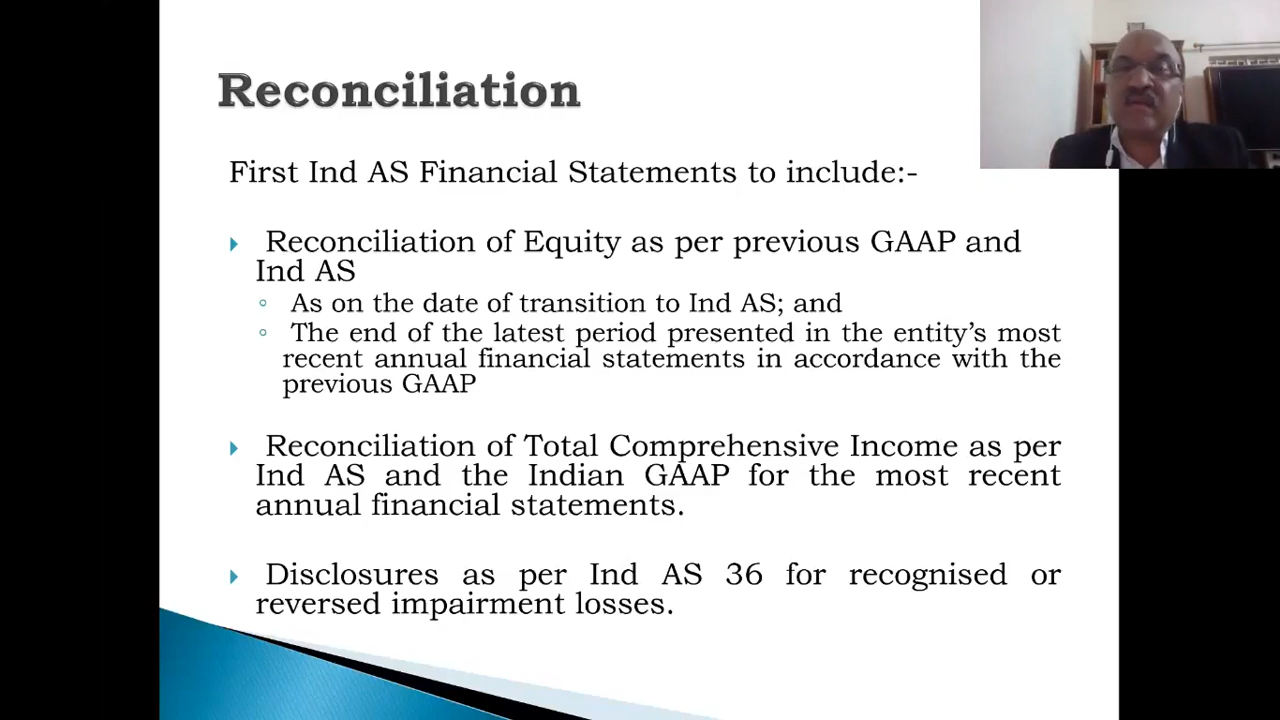 Reconciliation
First Ind AS Financial Statements to include:-
Reconciliation of Equity as per previous GAAP and
Ind AS
As on the date of transition to Ind AS; and
The end of the latest period presented in the entity’s most
recent annual financial statements in accordance with the
previous GAAP
Reconciliation of Total Comprehensive Income as per
Ind AS and the Indian GAAP for the most recent
annual financial statements.
Disclosures as per Ind AS 36 for recognised or
reversed impairment losses.